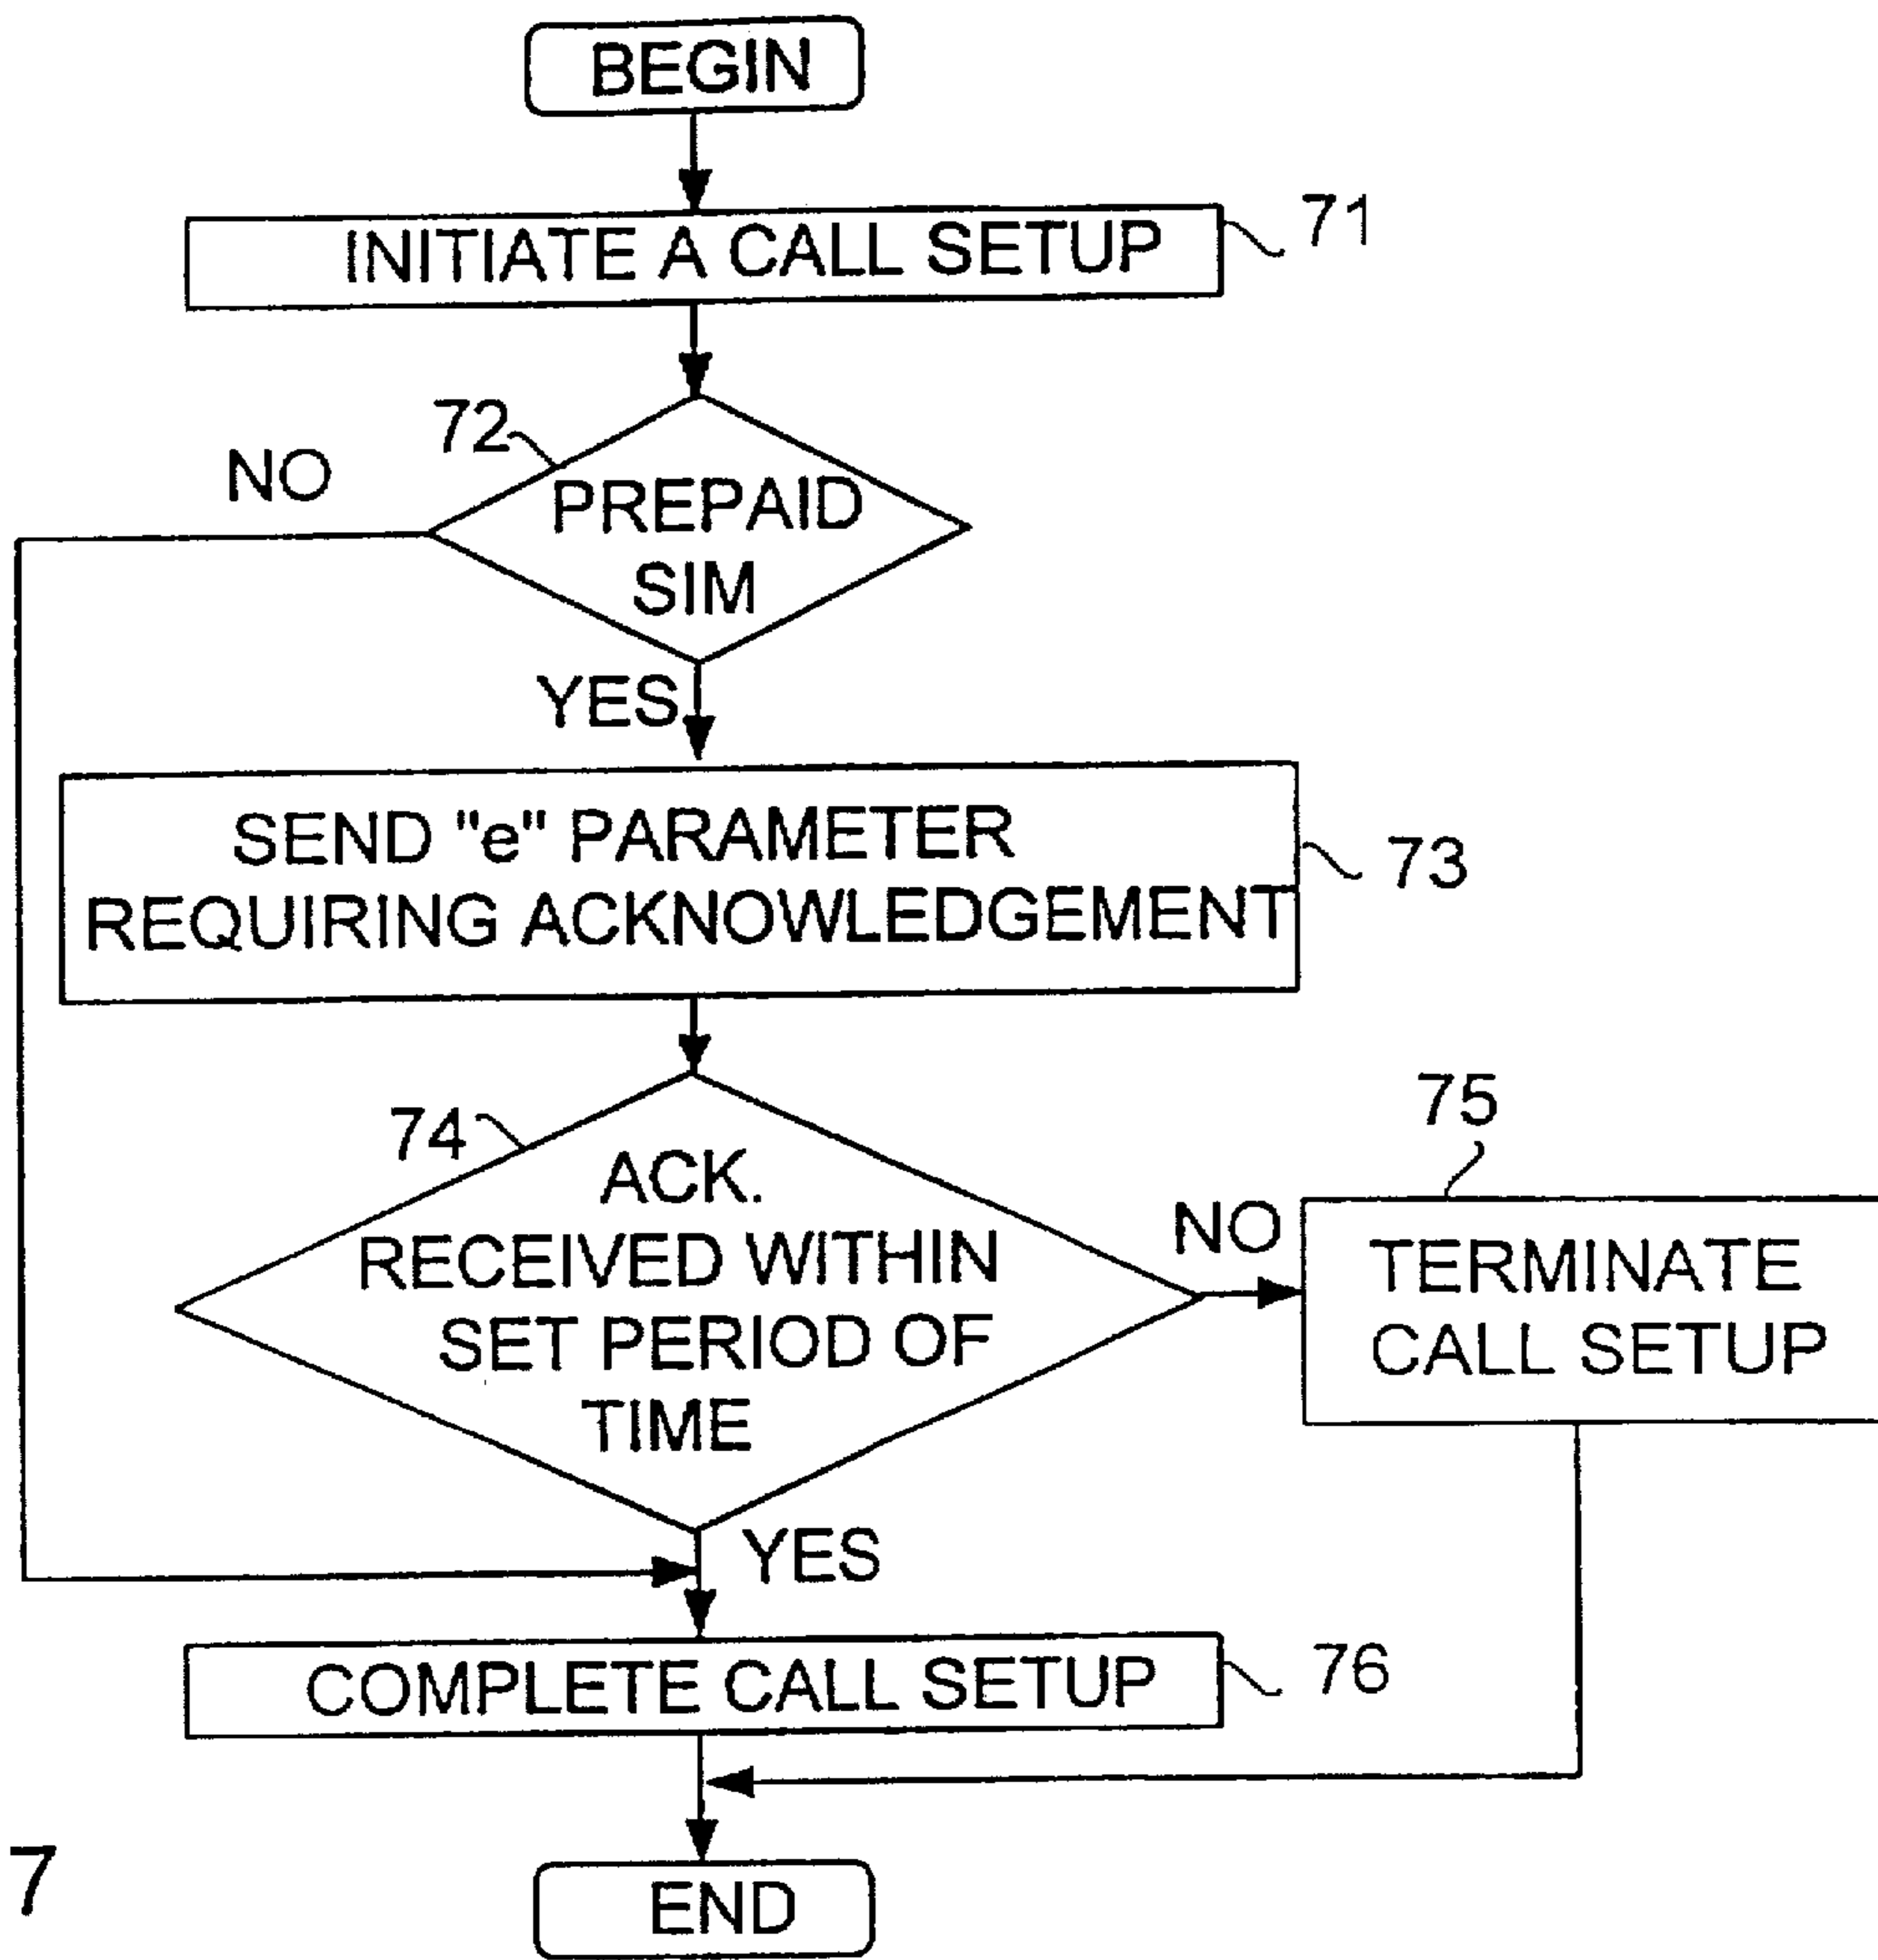 BEGIN
INITIATE A CALL SETUP
71
72
NO
PREPAID
SIM
YES
SEND "e" PARAMETER
REQUIRING ACKNOWLEDGEMENT
73
74
ACK.
RECEIVED WITHIN
SET PERIOD OF
TIME
NO
75
TERMINATE
CALL SETUP
YES
COMPLETE CALL SETUP
76
7
END